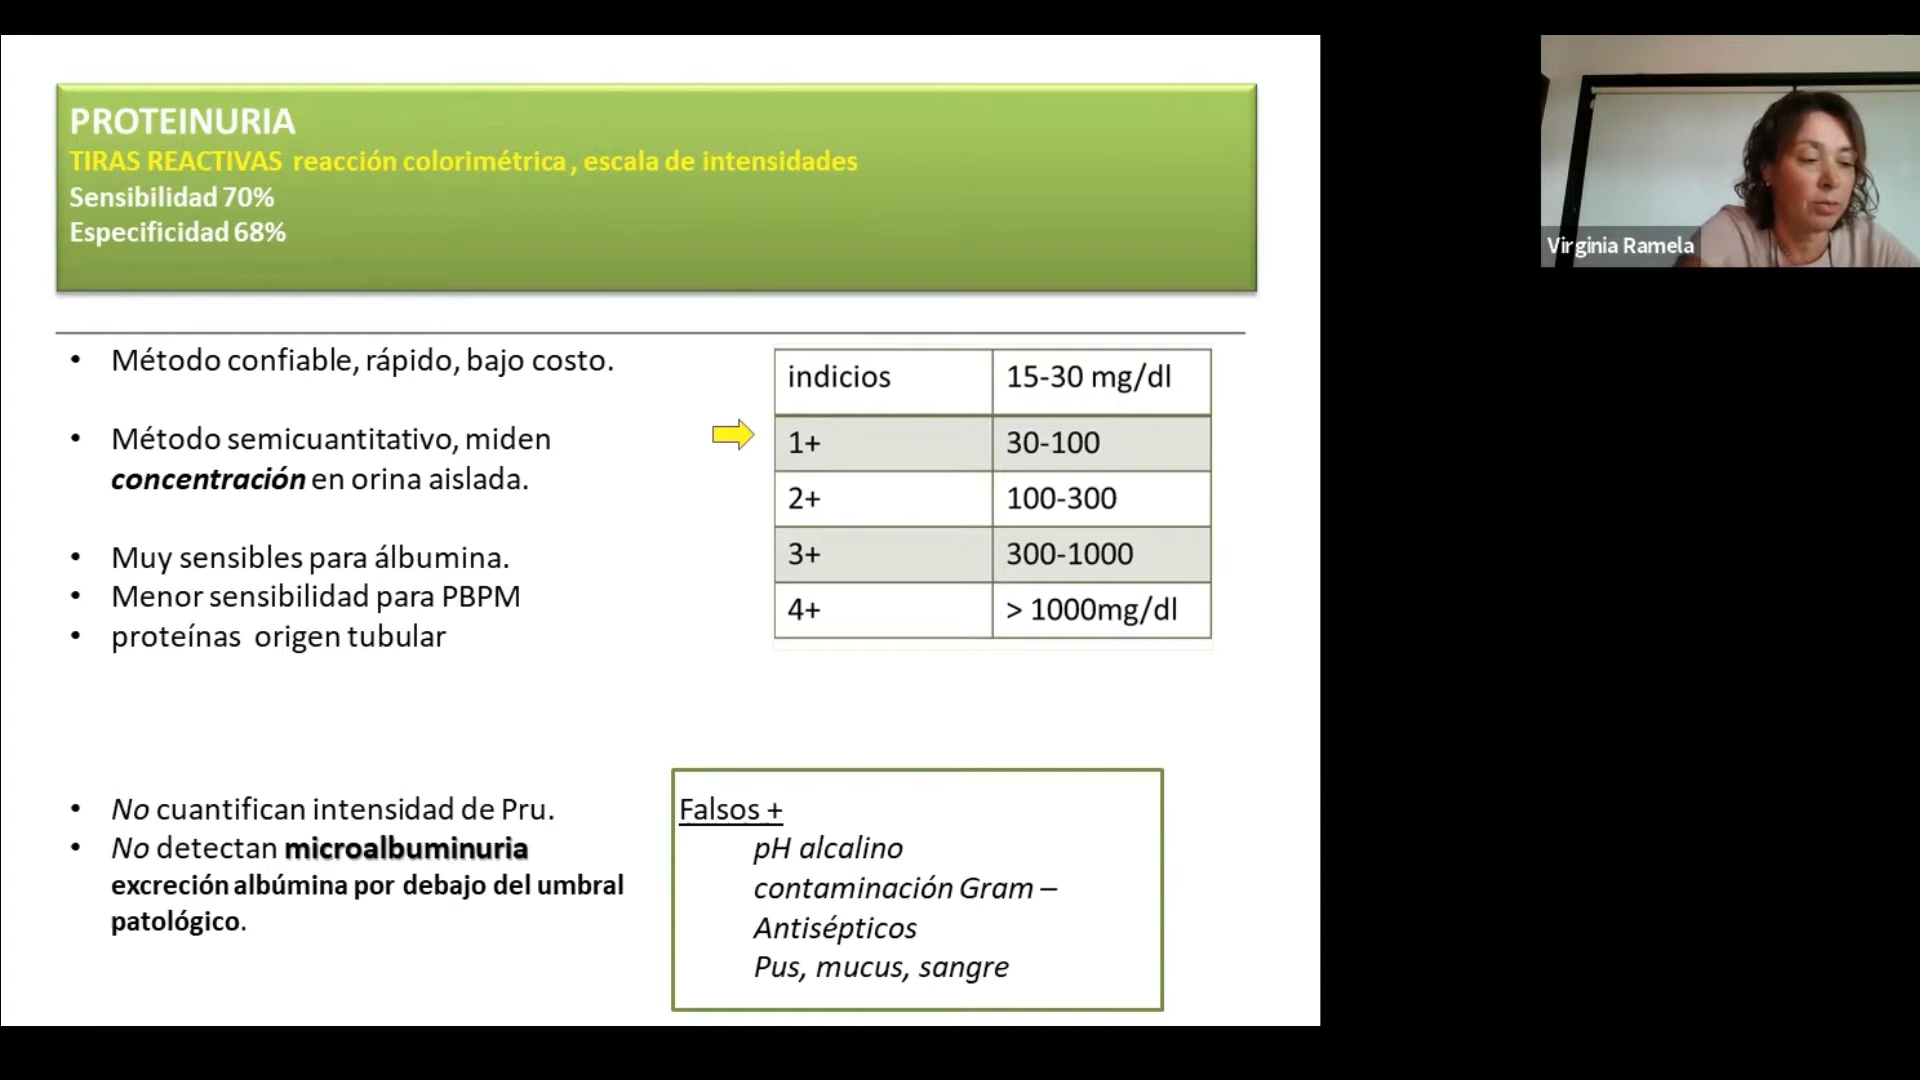 PROTEINURIA
TIRAS REACTIVAS reacción colorimétrica , escala de intensidades
Sensibilidad 70%
Especificidad 68%
• Método confiable, rápido, bajo costo.
• Método semicuantitativo, miden
concentración en orina aislada.
• Muy sensibles para álbumina.
• Menor sensibilidad para PBPM
• proteínas origen tubular
indicios 15-30 mg/dl
1+ 30-100
2+ 100-300
3+ 300-1000
4+ > 1000mg/dl
• No cuantifican intensidad de Pru.
• No detectan microalbuminuria
excreción albúmina por debajo del umbral
patológico.
Falsos +
pH alcalino
contaminación Gram –
Antisépticos
Pus, mucus, sangre
Virginia Ramela